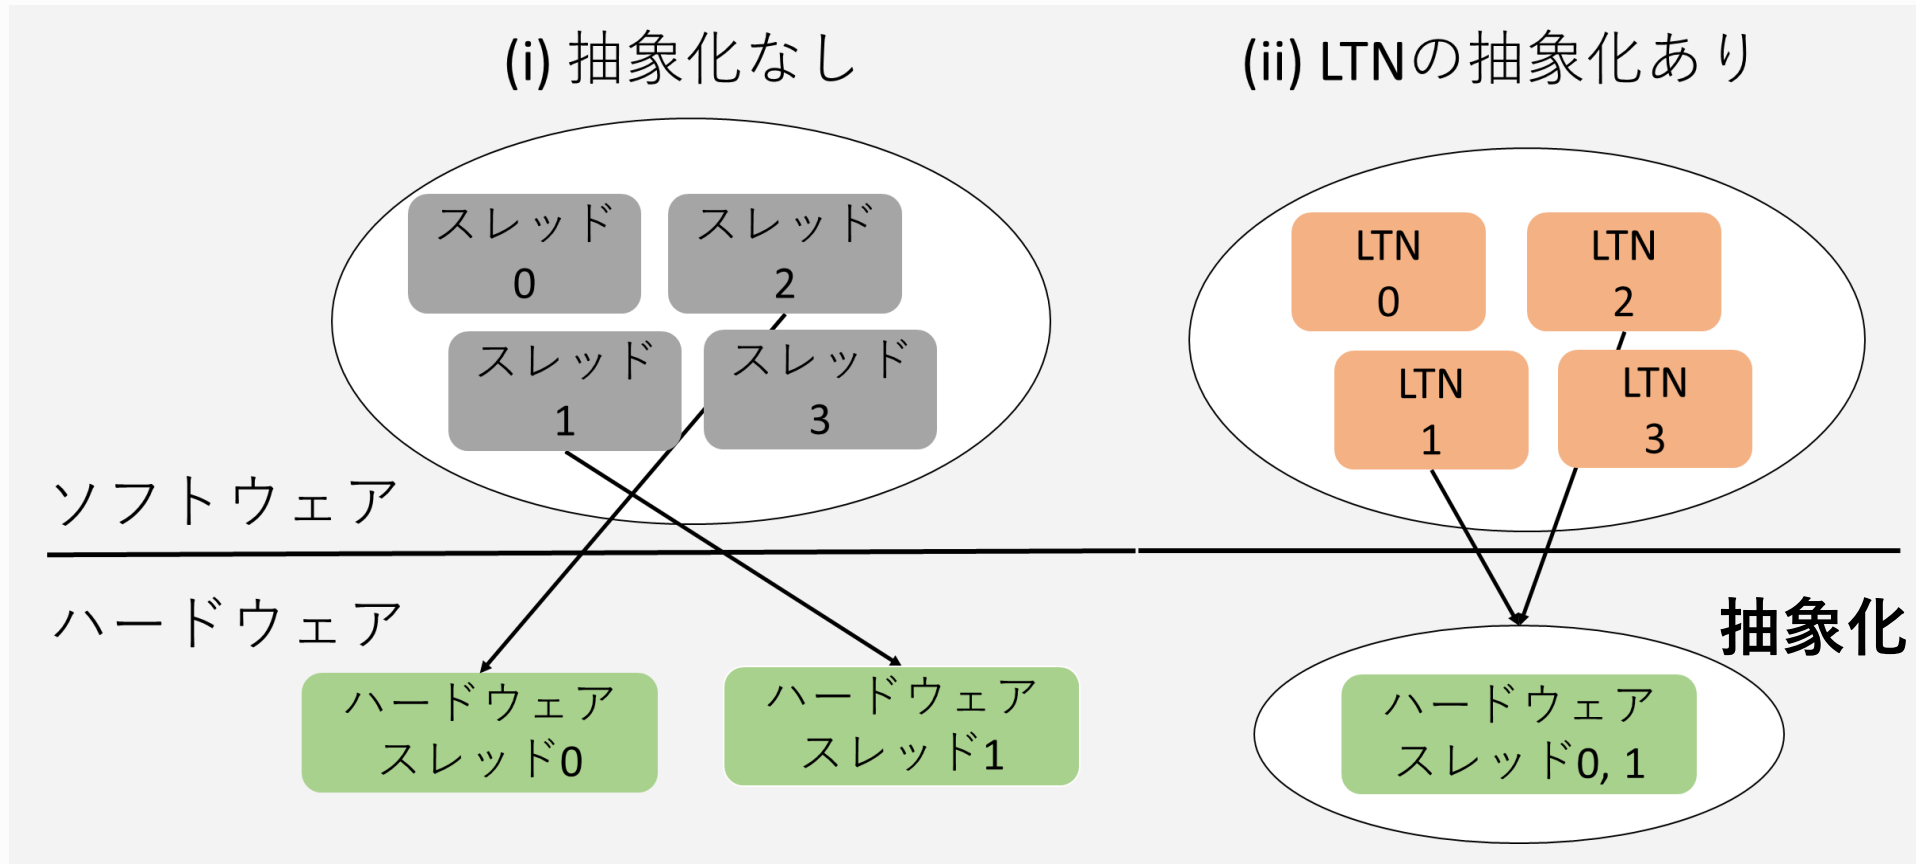 (i) 抽象化なし
(ii) LTNの抽象化あり
スレッド
0
スレッド
2
スレッド
1
スレッド
3
LTN
0
LTN
2
LTN
1
LTN
3
ソフトウェア
ハードウェア
抽象化
ハードウェア
スレッド0
ハードウェア
スレッド1
ハードウェア
スレッド0, 1